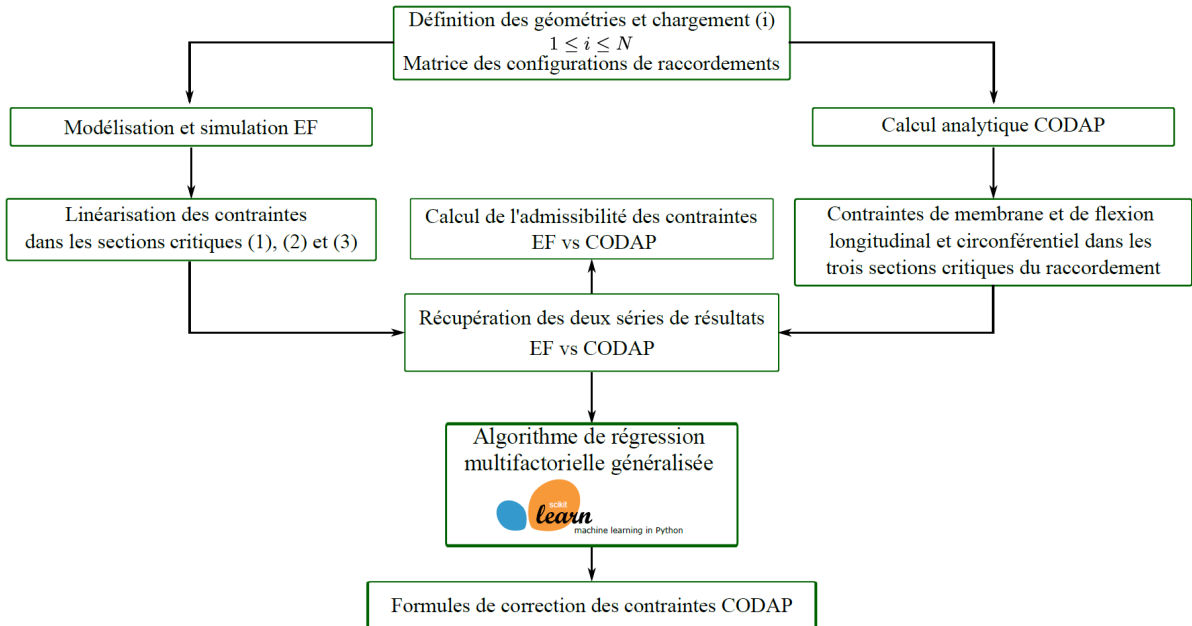 Définition des géométries et chargement (i)
1 ≤ i ≤ N
Matrice des configurations de raccordements
Modélisation et simulation EF
Calcul analytique CODAP
Linéarisation des contraintes
dans les sections critiques (1), (2) et (3)
Calcul de l'admissibilité des contraintes
EF vs CODAP
Contraintes de membrane et de flexion
longitudinal et circonférentiel dans les
trois sections critiques du raccordement
Récupération des deux séries de résultats
EF vs CODAP
Algorithme de régression
multifactorielle généralisée
scikit
learn
machine learning in Python
Formules de correction des contraintes CODAP